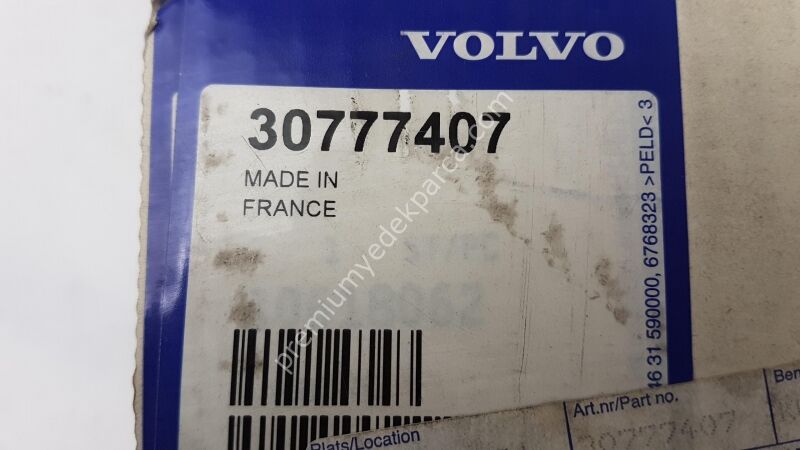 VOLVO
30777407
MADE IN
FRANCE
46 31 590000, 6768323 >PELD< 3
premiumyedekparca.com
Art.nr/Part no.
Ben
30777407
Plats/Location